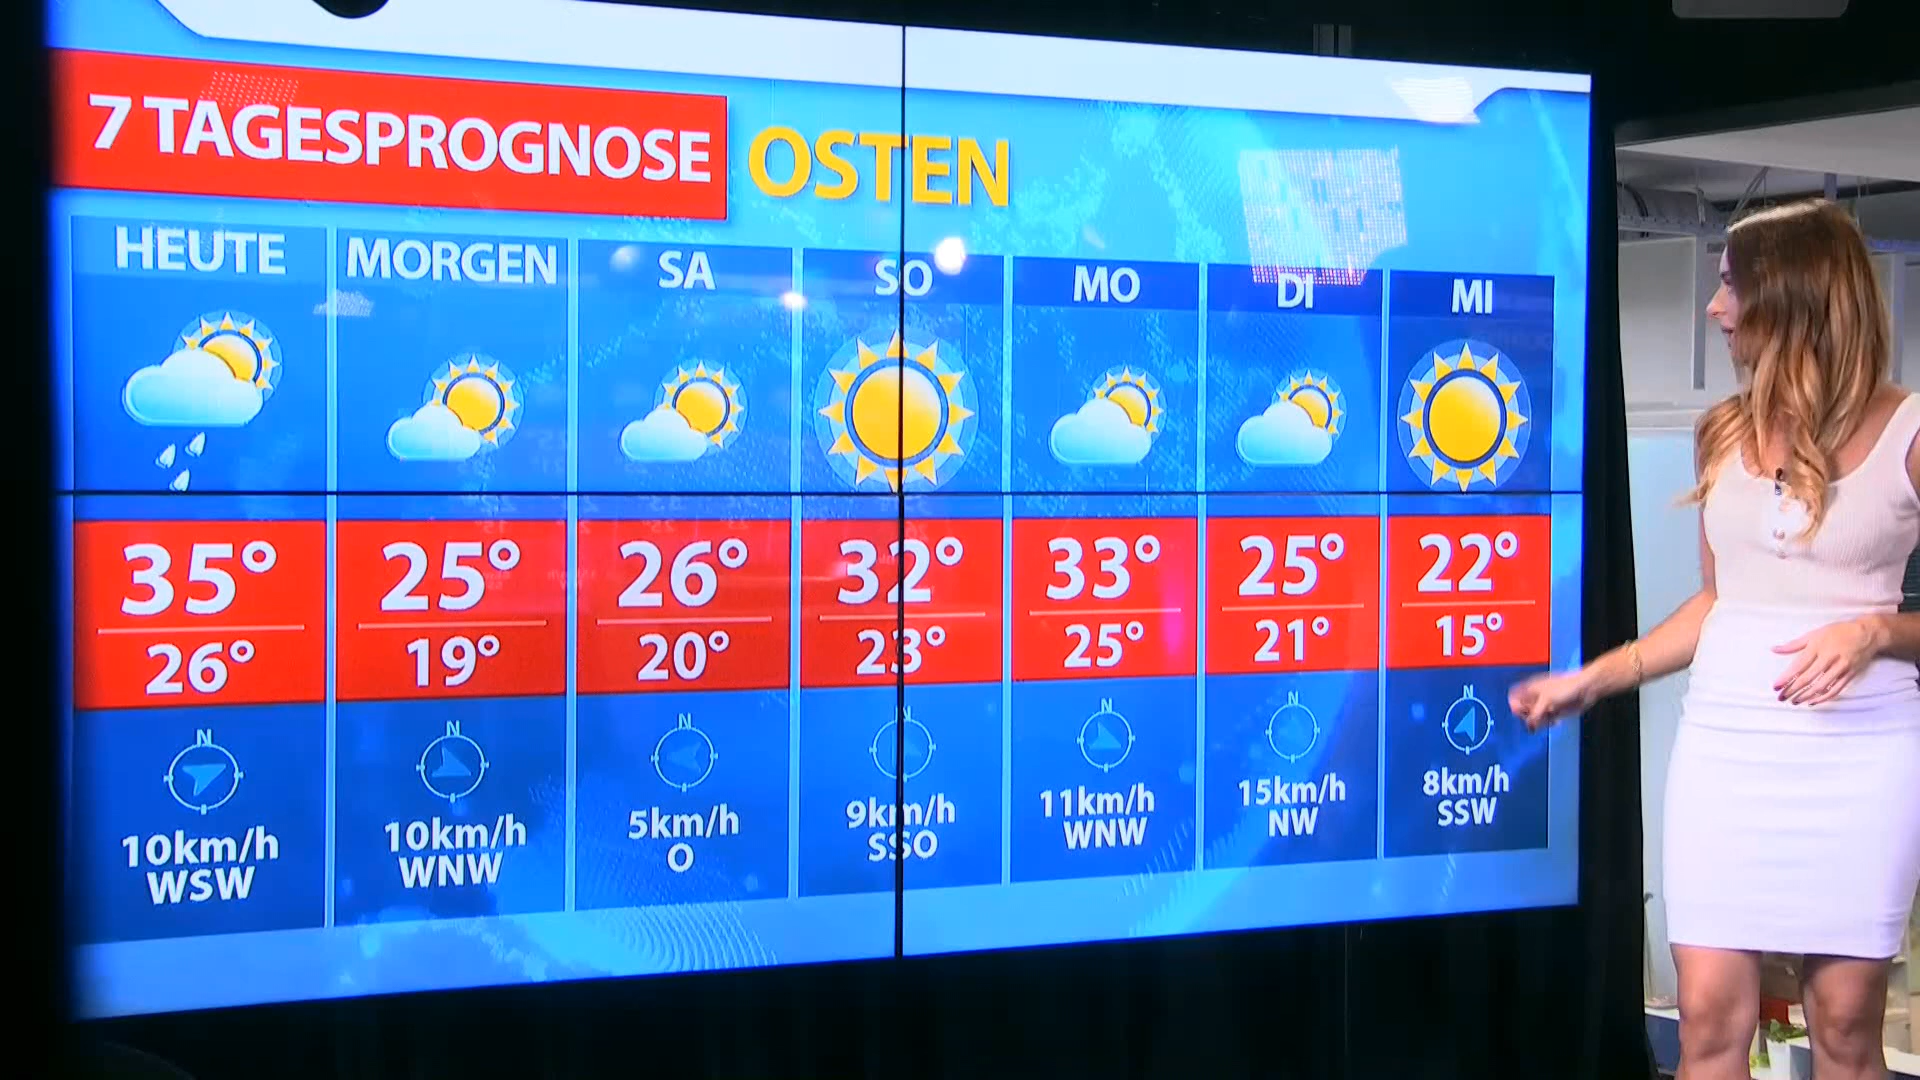 7 TAGESPROGNOSE OSTEN
HEUTE MORGEN SA SO MO DI MI
35° 25° 26° 32° 33° 25° 22°
26° 19° 20° 23° 25° 21° 15°
N N N N N N N
10km/h 10km/h 5km/h 9km/h 11km/h 15km/h 8km/h
WSW WNW O SSO WNW NW SSW